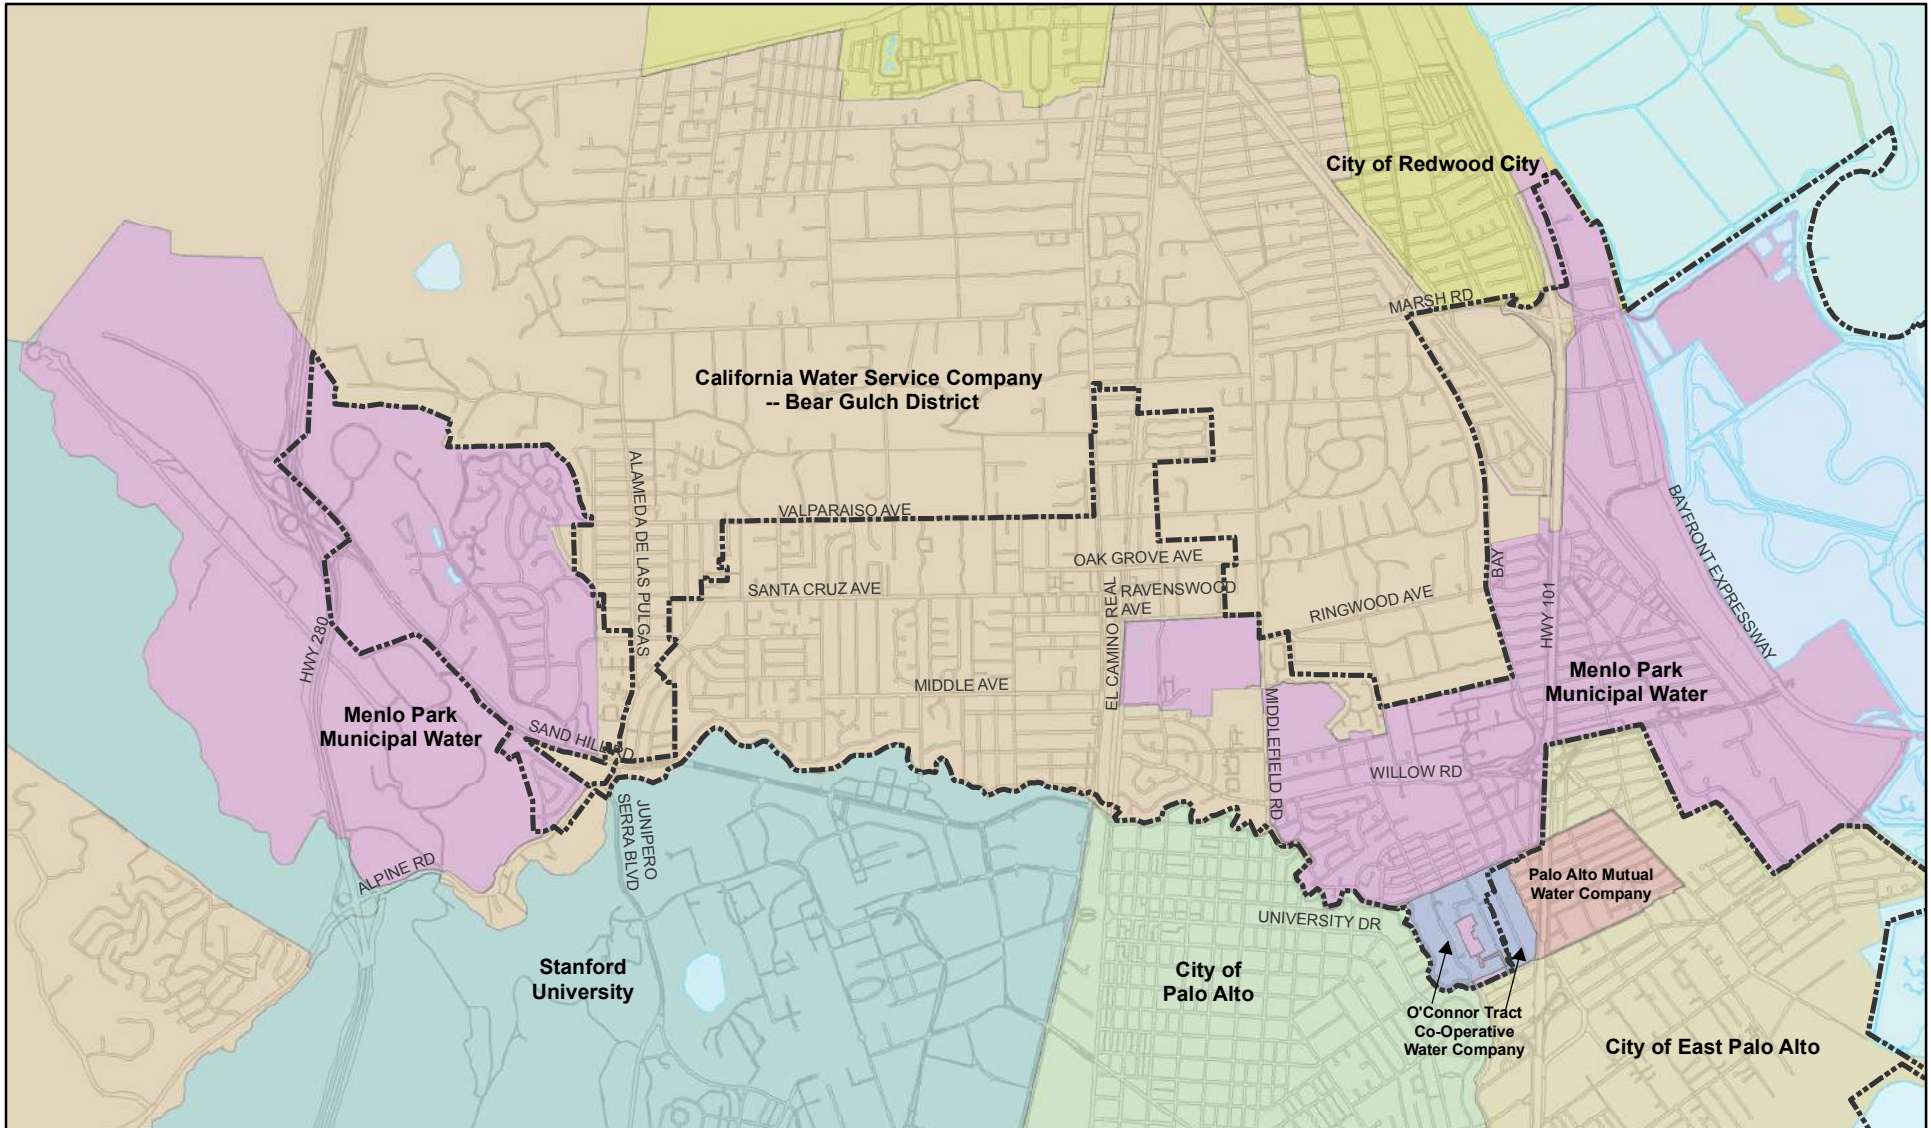 City of Redwood City
MARSH RD
California Water Service Company
-- Bear Gulch District
ALAMEDA DE LAS PULGAS
VALPARAISO AVE
OAK GROVE AVE
SANTA CRUZ AVE
EL CAMINO REAL
RAVENSWOOD
AVE
RINGWOOD AVE
BAY
HWY 101
BAYFRONT EXPRESSWAY
HWY 280
MIDDLE AVE
Menlo Park
Municipal Water
Menlo Park
Municipal Water
SAND HILL RD
MIDDLEFIELD RD
WILLOW RD
JUNIPERO
SERRA BLVD
ALPINE RD
Palo Alto Mutual
Water Company
UNIVERSITY DR
Stanford
University
City of
Palo Alto
O'Connor Tract
Co-Operative
Water Company
City of East Palo Alto